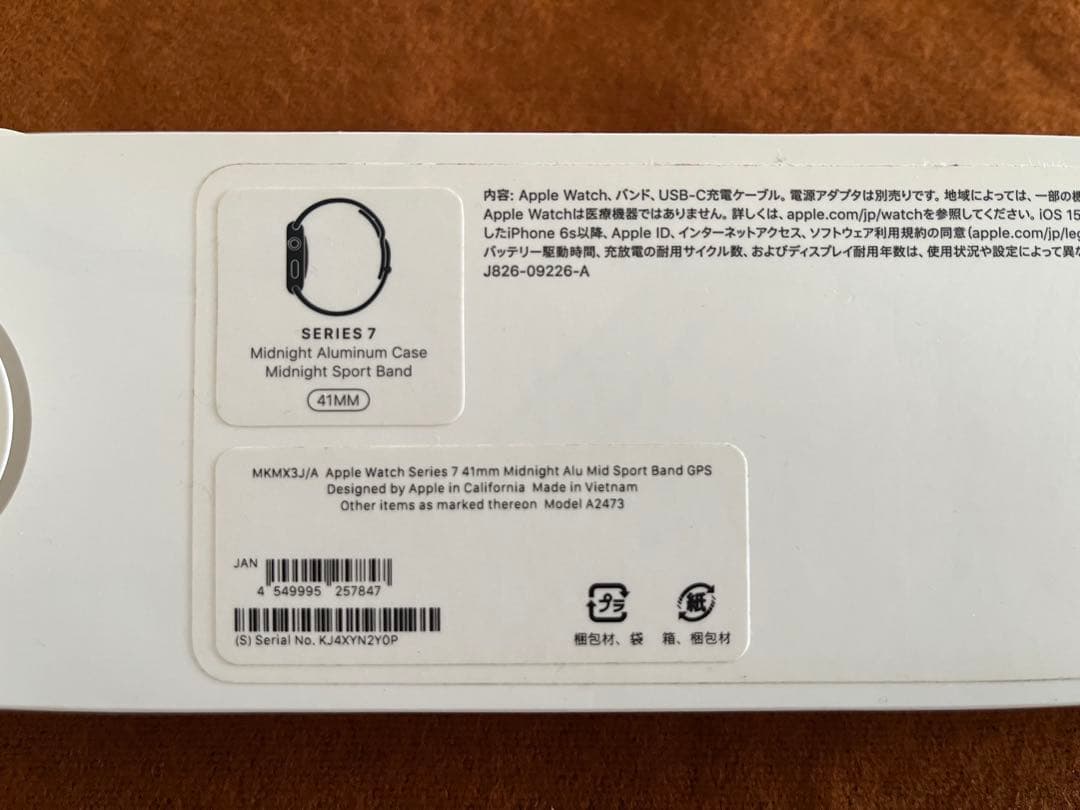 SERIES 7
Midnight Aluminum Case
Midnight Sport Band
41MM
内容: Apple Watch、バンド、USB-C充電ケーブル。電源アダプタは別売りです。地域によっては、一部の機
Apple Watchは医療機器ではありません。詳しくは、apple.com/jp/watchを参照してください。iOS 15
したiPhone 6s以降、Apple ID、インターネットアクセス、ソフトウェア利用規約の同意(apple.com/jp/leg
バッテリー駆動時間、充放電の耐用サイクル数、およびディスプレイ耐用年数は、使用状況や設定によって異な
J826-09226-A
MKMX3J/A Apple Watch Series 7 41mm Midnight Alu Mid Sport Band GPS
Designed by Apple in California Made in Vietnam
Other items as marked thereon Model A2473
JAN
4 549995 257847
(S) Serial No. KJ4XYN2Y0P
プラ 紙
梱包材、袋 箱、梱包材